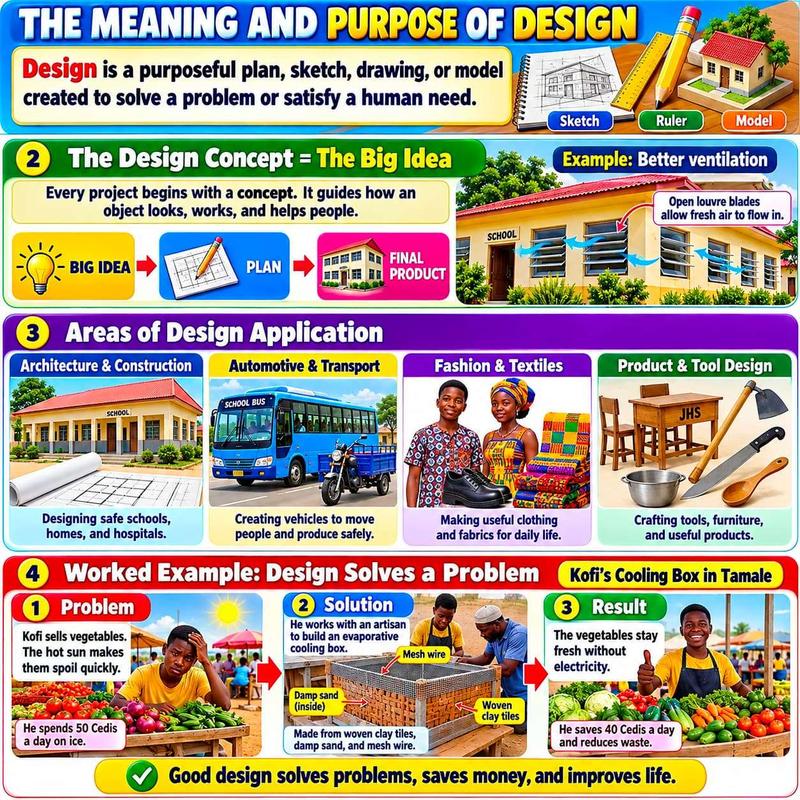 THE MEANING AND PURPOSE OF DESIGN
Design is a purposeful plan, sketch, drawing, or model
created to solve a problem or satisfy a human need.
Sketch
Ruler
Model
2 The Design Concept = The Big Idea
Every project begins with a concept. It guides how an
object looks, works, and helps people.
BIG IDEA
PLAN
FINAL
PRODUCT
Example: Better ventilation
Open louvre blades
allow fresh air to flow in.
SCHOOL
3 Areas of Design Application
Architecture & Construction
SCHOOL
Designing safe schools,
homes, and hospitals.
Automotive & Transport
SCHOOL BUS
Creating vehicles to move
people and produce safely.
Fashion & Textiles
Making useful clothing
and fabrics for daily life.
Product & Tool Design
JHS
Crafting tools, furniture,
and useful products.
4 Worked Example: Design Solves a Problem
Kofi's Cooling Box in Tamale
1 Problem
Kofi sells vegetables.
The hot sun makes
them spoil quickly.
He spends 50 Cedis
a day on ice.
2 Solution
He works with an artisan
to build an evaporative
cooling box.
Mesh wire
Damp sand
(inside)
Woven
clay tiles
Made from woven clay tiles,
damp sand, and mesh wire.
3 Result
The vegetables stay
fresh without
electricity.
He saves 40 Cedis a day
and reduces waste.
Good design solves problems, saves money, and improves life.